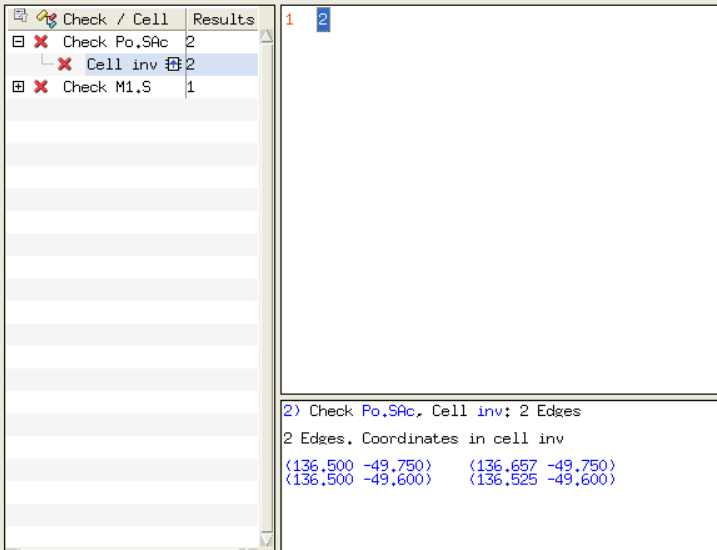 Check / Cell Results
Check Po.SAc 2
Cell inv 2
Check M1.S 1
1 2
2) Check Po.SAc, Cell inv: 2 Edges
2 Edges. Coordinates in cell inv
(136.500 -49.750) (136.657 -49.750)
(136.500 -49.600) (136.525 -49.600)